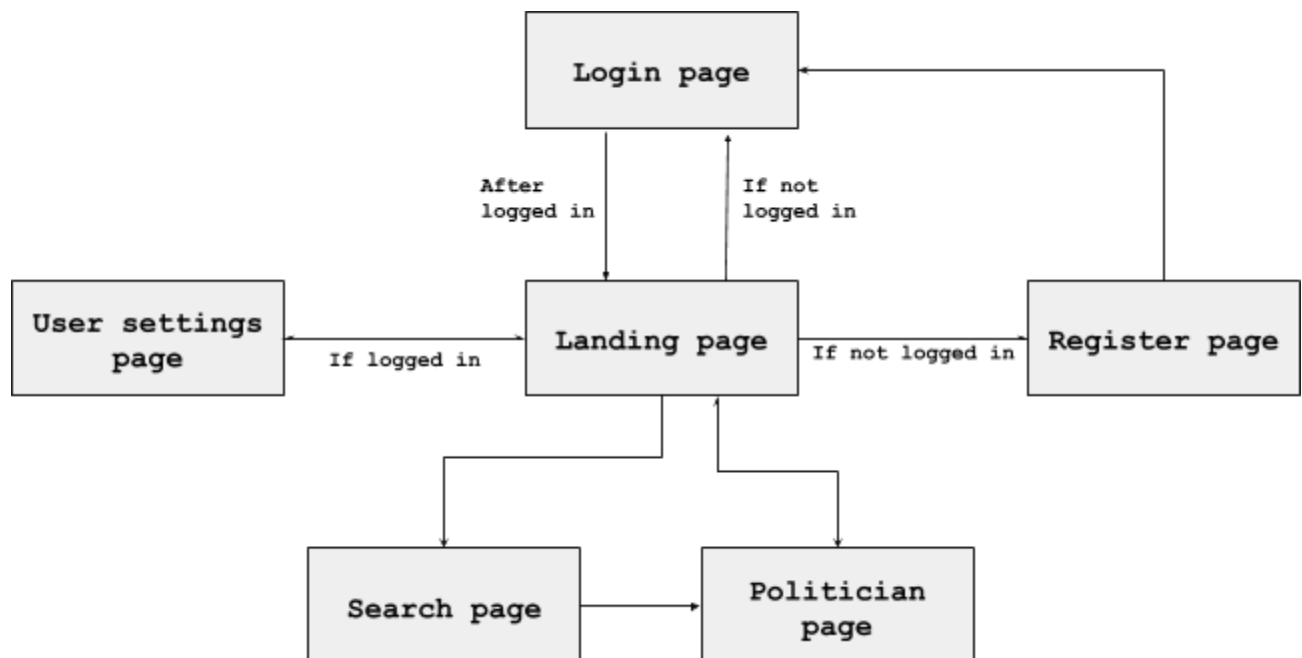 Login page
After
logged in
If not
logged in
User settings
page
If logged in
Landing page
If not logged in
Register page
Search page
Politician
page